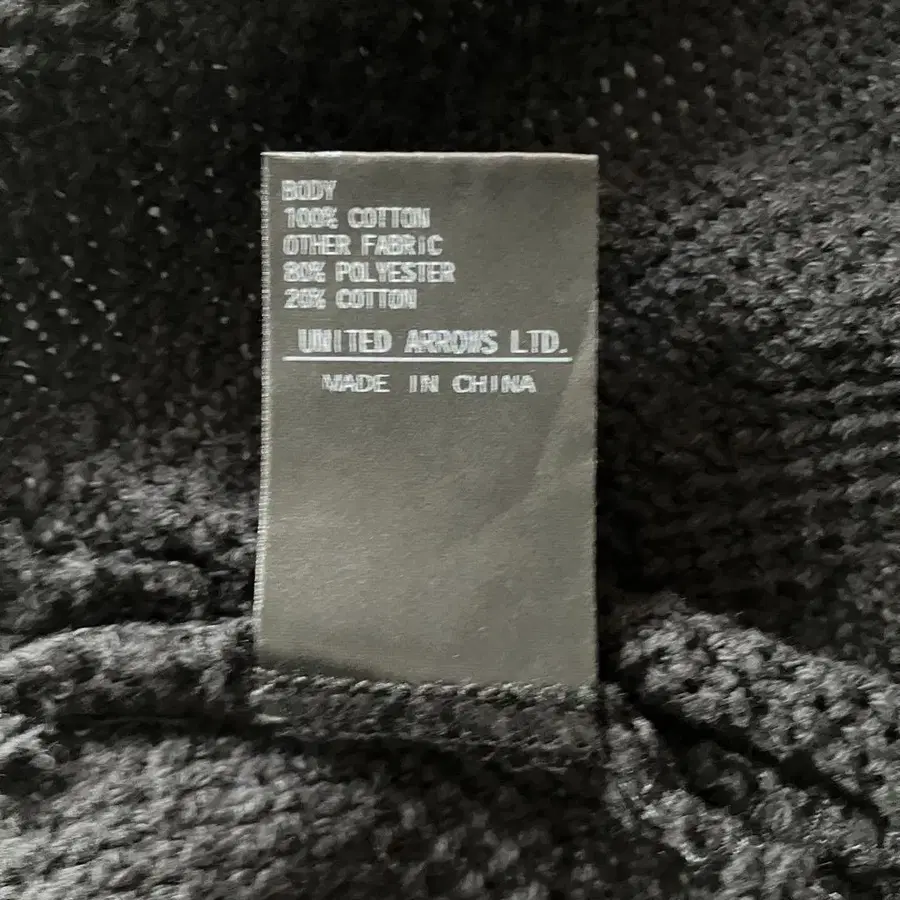 BODY
100% COTTON
OTHER FABRIC
80% POLYESTER
20% COTTON
UNITED ARROWS LTD.
MADE IN CHINA